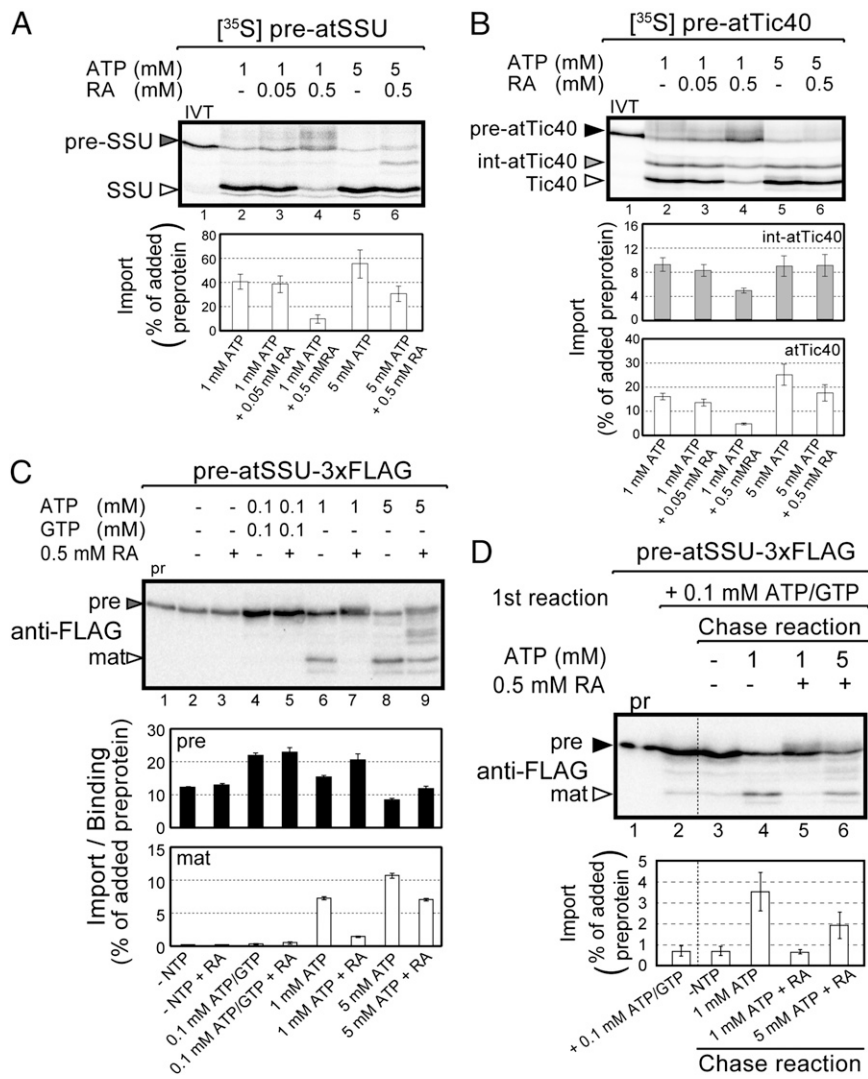 A
[³⁵S] pre-atSSU
ATP (mM) 1 1 1 5 5
RA (mM) - 0.05 0.5 - 0.5
IVT
pre-SSU
SSU
1 2 3 4 5 6
Import
(% of added preprotein)
80
60
40
20
0
1 mM ATP
1 mM ATP + 0.05 mM RA
1 mM ATP + 0.5 mMRA
5 mM ATP
5 mM ATP + 0.5 mM RA
B
[³⁵S] pre-atTic40
ATP (mM) 1 1 1 5 5
RA (mM) - 0.05 0.5 - 0.5
IVT
pre-atTic40
int-atTic40
Tic40
1 2 3 4 5 6
Import
(% of added preprotein)
int-atTic40
16
12
8
4
0
atTic40
40
30
20
10
0
1 mM ATP
1 mM ATP + 0.05 mM RA
1 mM ATP + 0.5 mMRA
5 mM ATP
5 mM ATP + 0.5 mM RA
C
pre-atSSU-3xFLAG
ATP (mM) - - 0.1 0.1 1 1 5 5
GTP (mM) - - 0.1 0.1 - - - -
0.5 mM RA - + - + - + - +
pr
pre
anti-FLAG
mat
1 2 3 4 5 6 7 8 9
Import / Binding
(% of added preprotein)
pre
30
20
10
0
mat
15
10
5
0
- NTP
- NTP + RA
0.1 mM ATP/GTP
0.1 mM ATP/GTP + RA
1 mM ATP
1 mM ATP + RA
5 mM ATP
5 mM ATP + RA
D
pre-atSSU-3xFLAG
1st reaction + 0.1 mM ATP/GTP
Chase reaction
ATP (mM) - 1 1 5
0.5 mM RA - - + +
pr
pre
anti-FLAG
mat
1 2 3 4 5 6
Import
(% of added preprotein)
5
4
3
2
1
0
+ 0.1 mM ATP/GTP
-NTP
1 mM ATP
1 mM ATP + RA
5 mM ATP + RA
Chase reaction